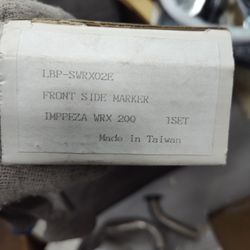 LBP-SWRX02E
FRONT SIDE MARKER
IMPPEZA WRX 200 1SET
Made in Taiwan